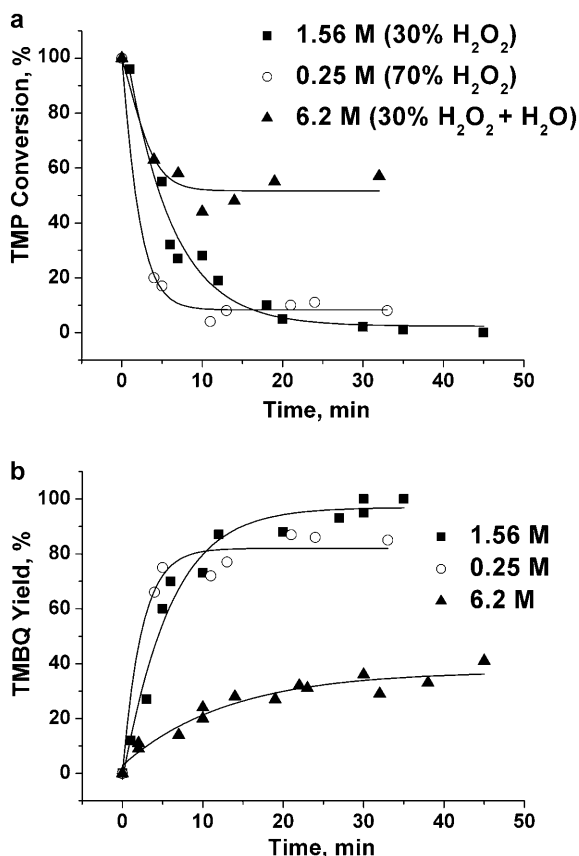 a
1.56 M (30% H₂O₂)
0.25 M (70% H₂O₂)
6.2 M (30% H₂O₂ + H₂O)
TMP Conversion, %
100
80
60
40
20
0
0 10 20 30 40 50
Time, min
b
1.56 M
0.25 M
6.2 M
TMBQ Yield, %
100
80
60
40
20
0
0 10 20 30 40 50
Time, min